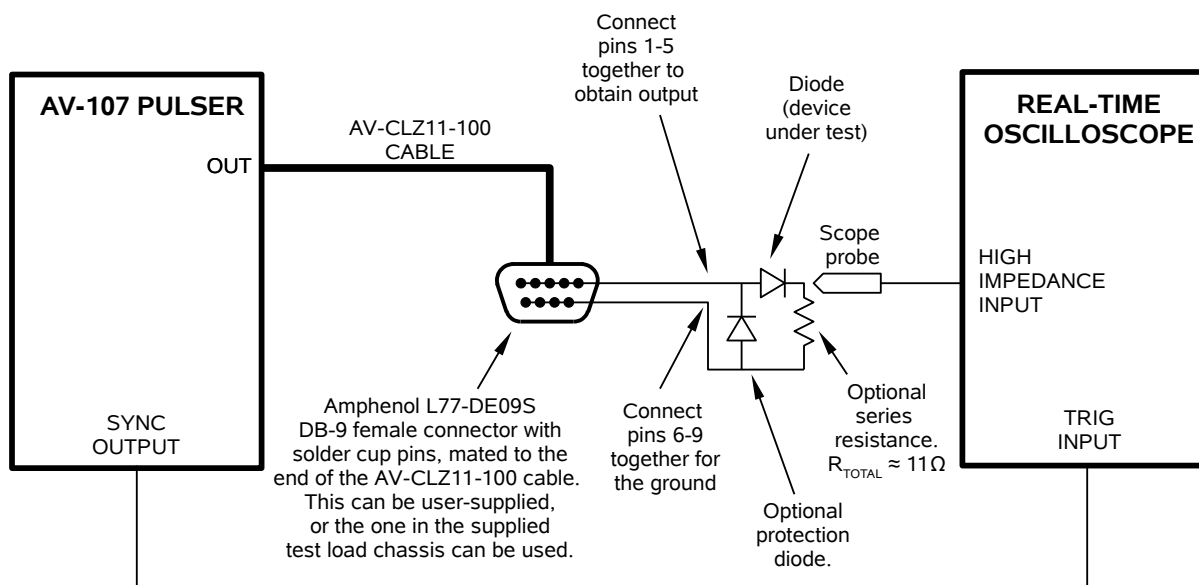 AV-107 PULSER
OUT
SYNC
OUTPUT
AV-CLZ11-100
CABLE
Connect
pins 1-5
together to
obtain output
Diode
(device
under test)
Scope
probe
REAL-TIME
OSCILLOSCOPE
HIGH
IMPEDANCE
INPUT
TRIG
INPUT
Amphenol L77-DE09S
DB-9 female connector with
solder cup pins, mated to the
end of the AV-CLZ11-100 cable.
This can be user-supplied,
or the one in the supplied
test load chassis can be used.
Connect
pins 6-9
together for
the ground
Optional
protection
diode.
Optional
series
resistance.
R_TOTAL ≈ 11Ω